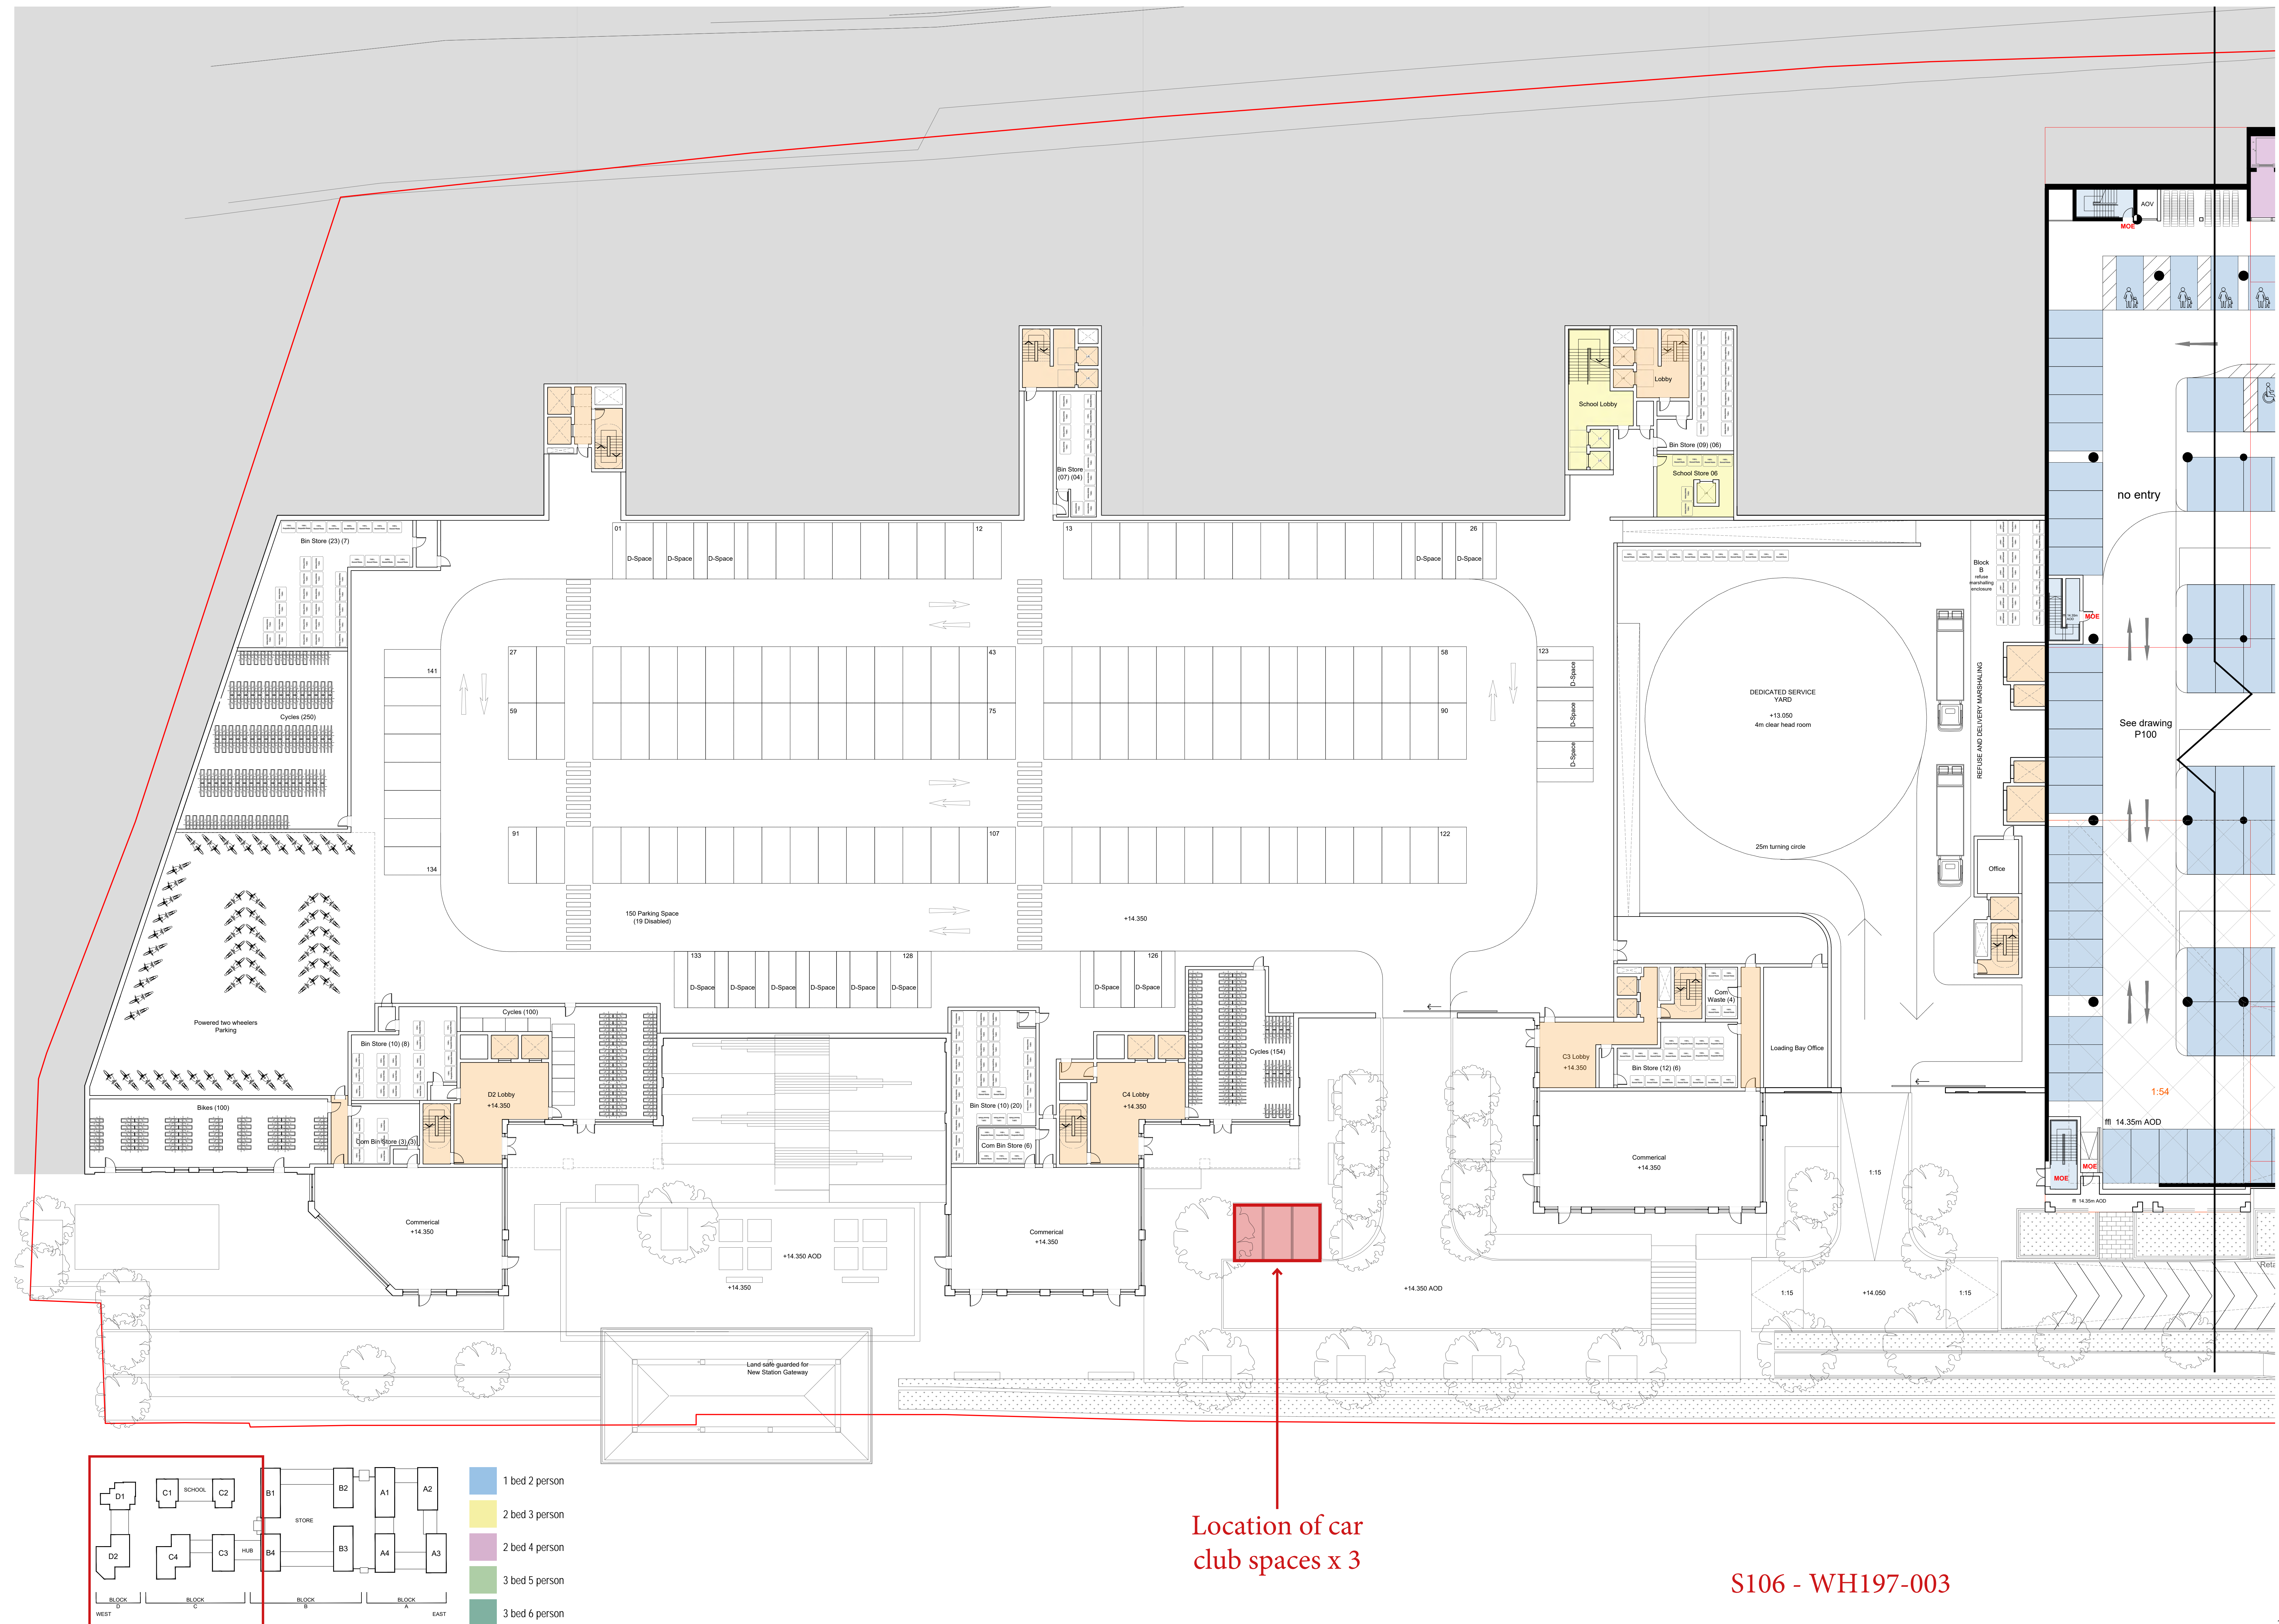 AOV
MOE
Lobby
School Lobby
Bin Store (09) (06)
Bin Store
(07) (04)
School Store 06
no entry
01
12
13
26
D-Space
D-Space
D-Space
D-Space
D-Space
Bin Store (23) (7)
Block
B
refuse
marshalling
enclosure
MOE
27
43
58
123
141
D-Space
D-Space
D-Space
59
75
90
Cycles (250)
DEDICATED SERVICE
YARD
+13.050
4m clear head room
REFUSE AND DELIVERY MARSHALING
See drawing
P100
91
107
122
25m turning circle
134
Office
150 Parking Space
(19 Disabled)
+14.350
133
128
126
D-Space
D-Space
D-Space
D-Space
D-Space
D-Space
D-Space
D-Space
Com
Waste (4)
Powered two wheelers
Parking
Cycles (100)
Bin Store (10) (8)
Cycles (154)
C3 Lobby
+14.350
Bin Store (12) (6)
Loading Bay Office
D2 Lobby
+14.350
C4 Lobby
+14.350
1:54
Bikes (100)
Bin Store (10) (20)
ffl 14.35m AOD
Com Bin Store (3) (3)
Com Bin Store (6)
Commerical
+14.350
MOE
MOE
1:15
ffl 14.35m AOD
Commerical
+14.350
Commerical
+14.350
+14.350 AOD
+14.350
+14.350 AOD
1:15
+14.050
1:15
Reta
Land safe guarded for
New Station Gateway
D1
C1
SCHOOL
C2
B1
B2
A1
A2
STORE
D2
C4
C3
HUB
B4
B3
A4
A3
BLOCK
D
BLOCK
C
BLOCK
B
BLOCK
A
WEST
EAST
1 bed 2 person
2 bed 3 person
2 bed 4 person
3 bed 5 person
3 bed 6 person
Location of car
club spaces x 3
S106 - WH197-003